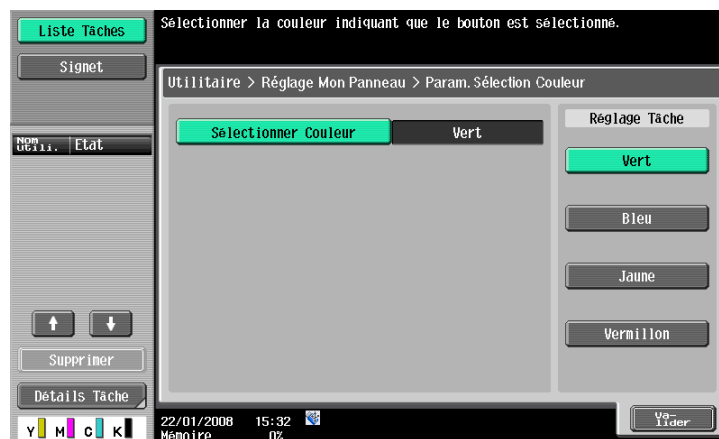 Liste Tâches
Signet
Nom utili. Etat
Supprimer
Détails Tâche
Y M C K
Sélectionner la couleur indiquant que le bouton est sélectionné.
Utilitaire > Réglage Mon Panneau > Param. Sélection Couleur
Sélectionner Couleur Vert
Réglage Tâche
Vert
Bleu
Jaune
Vermillon
22/01/2008 15:32
Mémoire 0%
Va-
lider